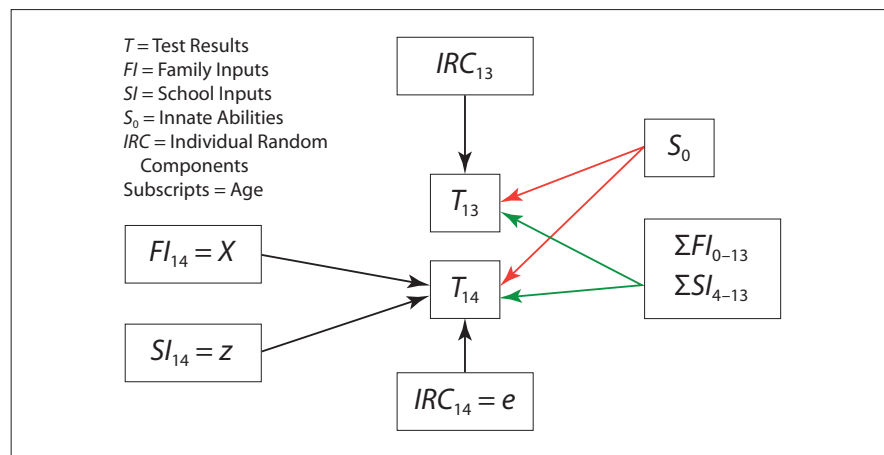 T = Test Results
FI = Family Inputs
SI = School Inputs
S₀ = Innate Abilities
IRC = Individual Random
Components
Subscripts = Age
IRC₁₃
S₀
T₁₃
FI₁₄ = X
ΣFI₀₋₁₃
ΣSI₄₋₁₃
T₁₄
SI₁₄ = z
IRC₁₄ = e